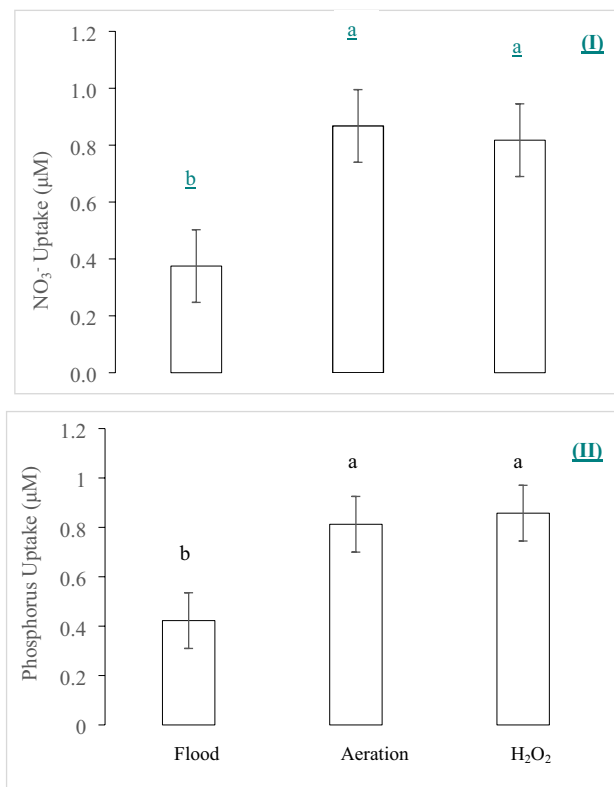 1.2
a
a
(I)
1.0
0.8
b
0.6
0.4
0.2
0.0
NO₃⁻ Uptake (µM)
1.2
(II)
a
a
1
0.8
b
0.6
0.4
0.2
0
Phosphorus Uptake (µM)
Flood Aeration H₂O₂